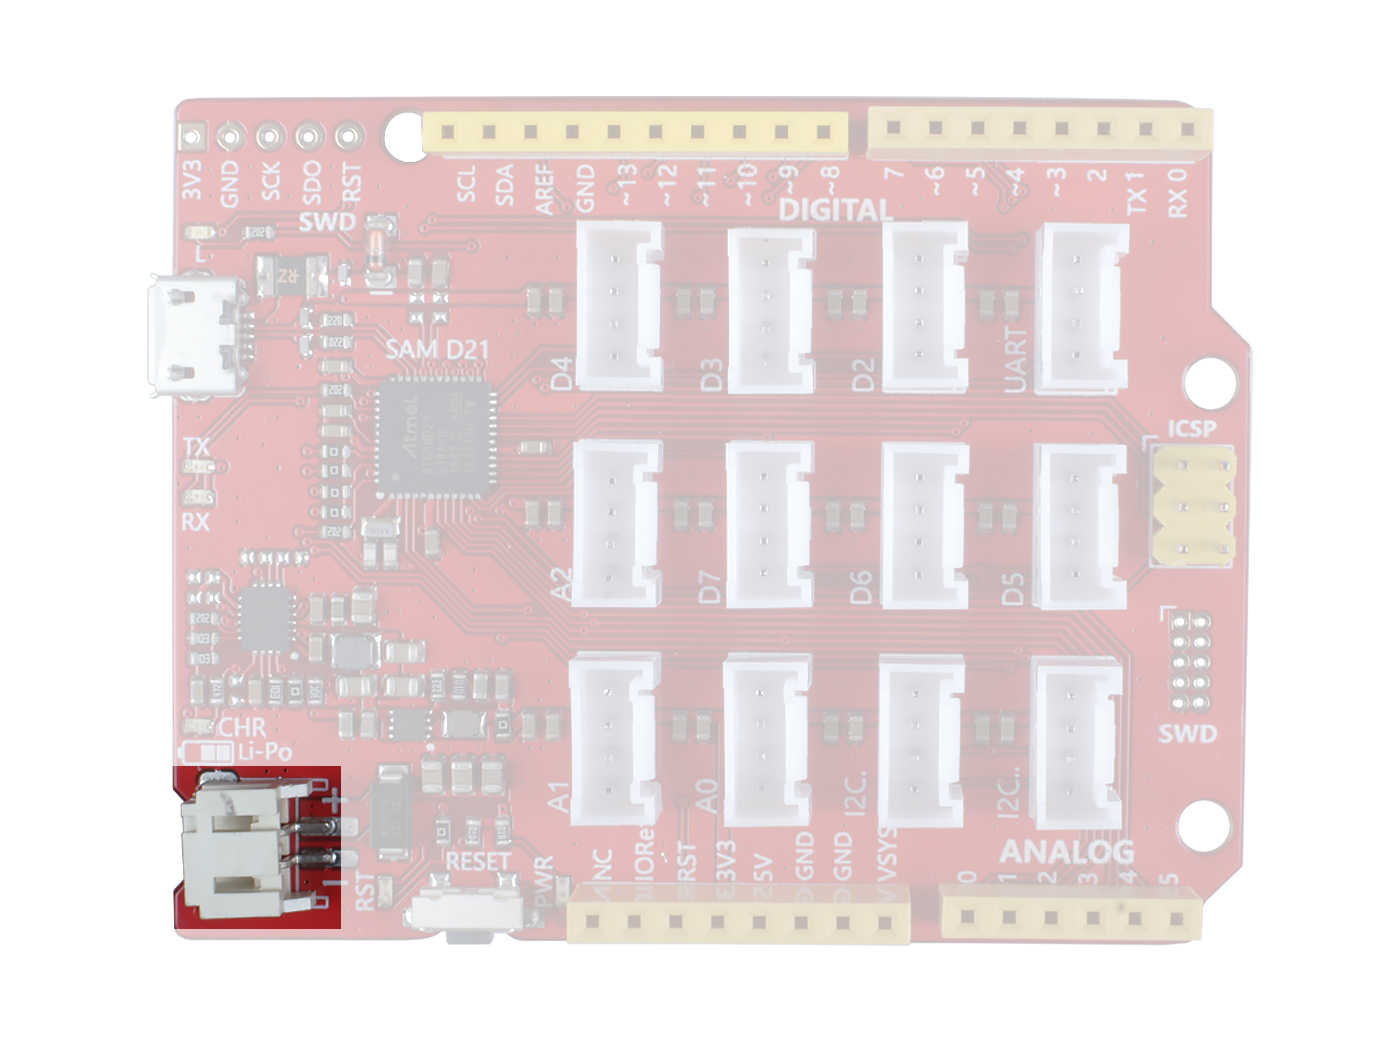 3V3
GND
SCK
SDO
RST
SCL
SDA
AREF
GND
~13
~12
~11
~10
~9
~8
7
~6
~5
~4
~3
2
TX 1
RX 0
SWD
DIGITAL
L
SAM D21
D4
D3
D2
UART
Atmel
TX
RX
ICSP
A2
D7
D6
D5
SWD
CHR
Li-Po
A1
A0
I2C.
I2C..
+
-
RST
RESET
PWR
NC
RST
3V3
5V
GND
GND
VSYS
ANALOG
0
1
2
3
4
5